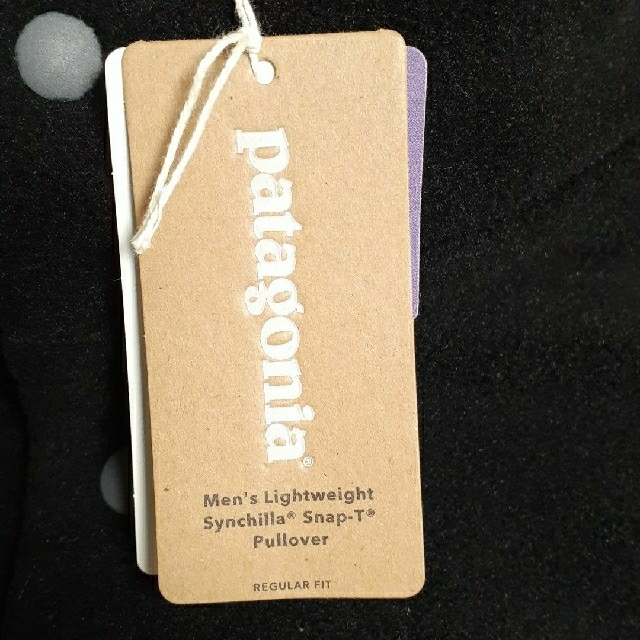 patagonia®
Men's Lightweight
Synchilla® Snap-T®
Pullover
REGULAR FIT